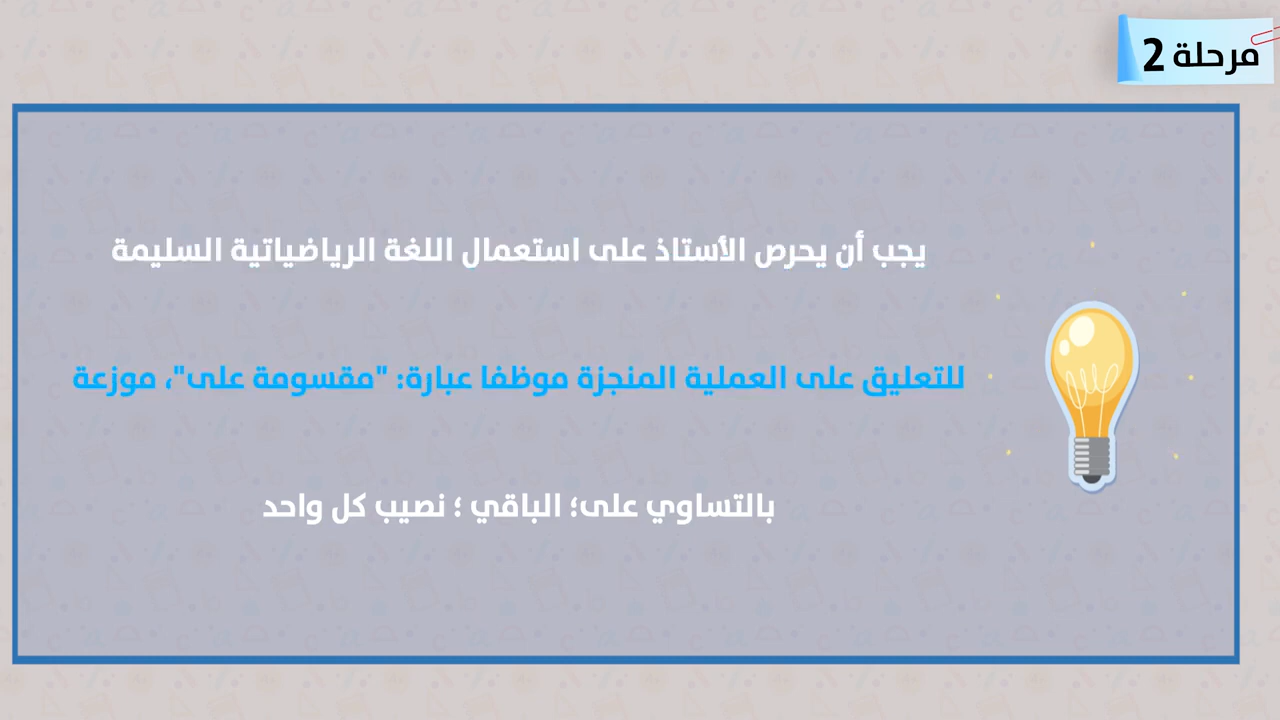 مرحلة 2
يجب أن يحرص الأستاذ على استعمال اللغة الرياضياتية السليمة
للتعليق على العملية المنجزة موظفا عبارة: "مقسومة على"، موزعة
بالتساوي على؛ الباقي ؛ نصيب كل واحد